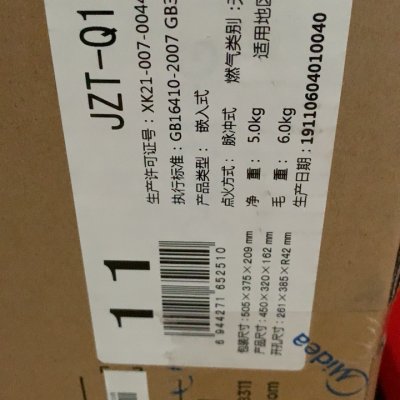 JZT-Q1
生产许可证号: XK21-007-0044
执行标准: GB16410-2007 GB3
产品类型: 嵌入式
点火方式: 脉冲式 燃气类别:
净 重: 5.0kg 适用地区
毛 重: 6.0kg
生产日期: 19110604010040
11
6 944271 652510
包装尺寸: 505 × 375 × 209 mm
产品尺寸: 450 × 320 × 162 mm
开孔尺寸: 261 × 385 × R42 mm
Midea
3311
com